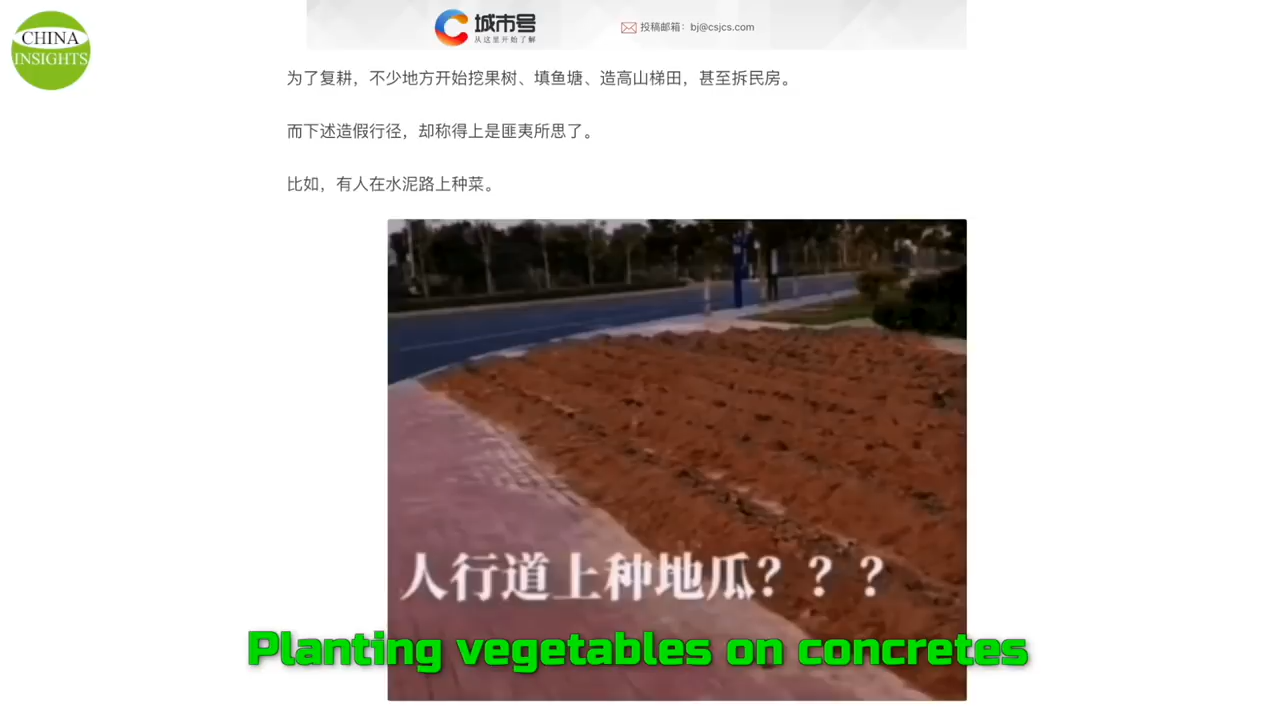 CHINA
INSIGHTS
城市号
从这里开始了解
投稿邮箱：bj@csjcs.com
为了复耕，不少地方开始挖果树、填鱼塘、造高山梯田，甚至拆民房。
而下述造假行径，却称得上是匪夷所思了。
比如，有人在水泥路上种菜。
人行道上种地瓜？？？
Planting vegetables on concretes